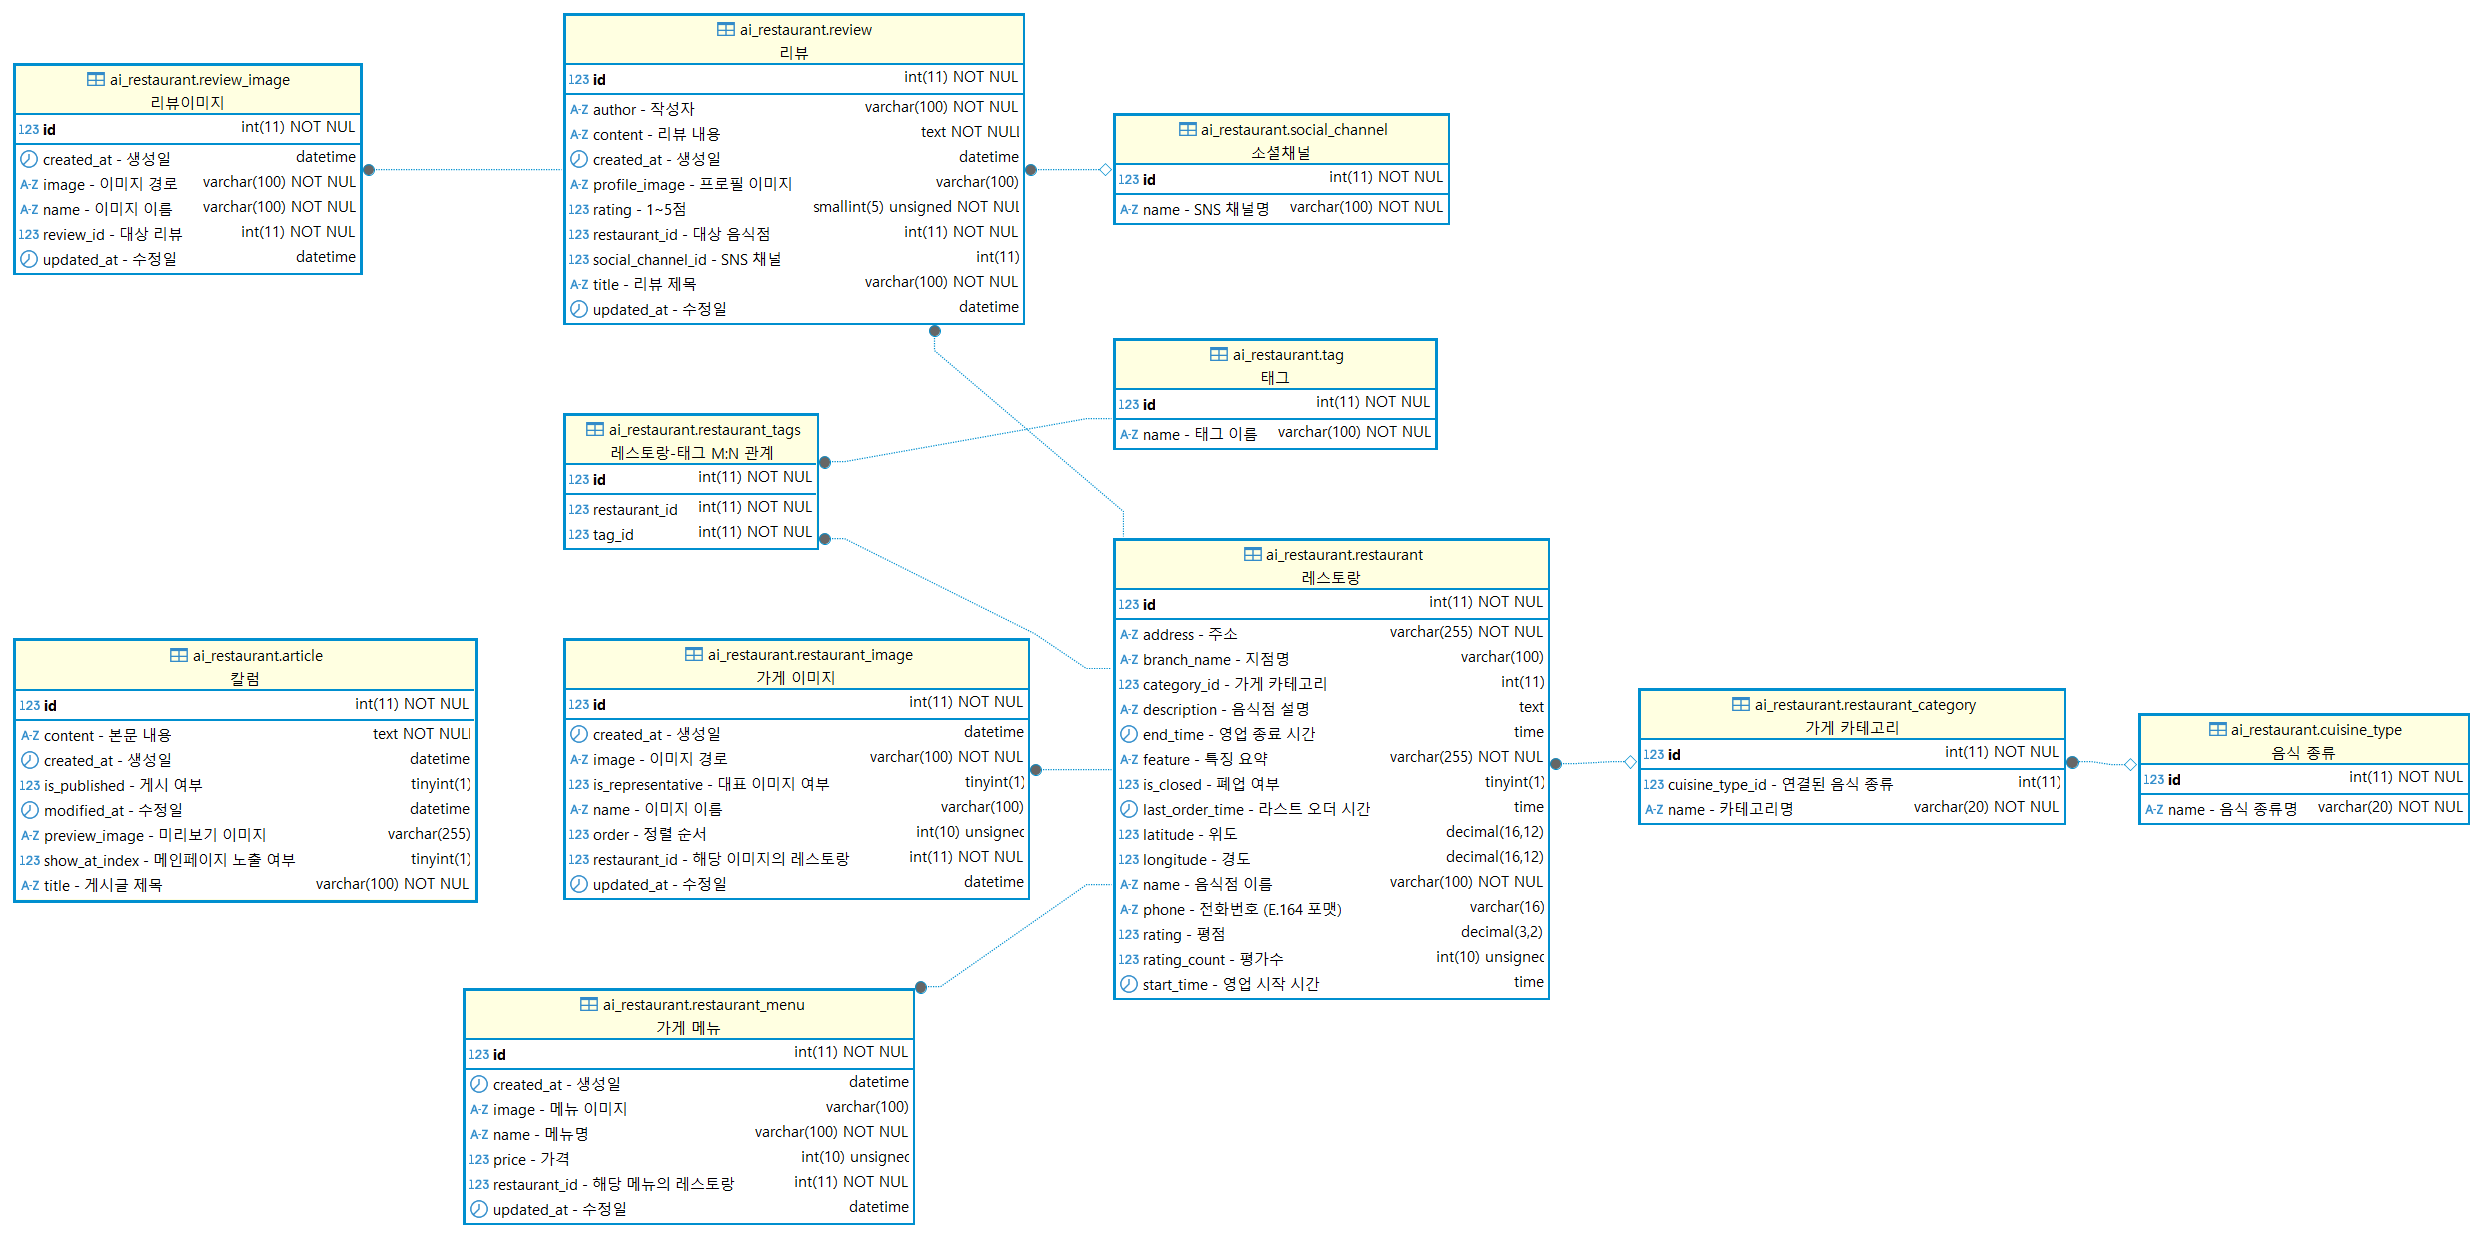 ai_restaurant.review_image
리뷰이미지
123 id int(11) NOT NUL
created_at - 생성일 datetime
A-Z image - 이미지 경로 varchar(100) NOT NUL
A-Z name - 이미지 이름 varchar(100) NOT NUL
123 review_id - 대상 리뷰 int(11) NOT NUL
updated_at - 수정일 datetime
ai_restaurant.review
리뷰
123 id int(11) NOT NUL
A-Z author - 작성자 varchar(100) NOT NUL
A-Z content - 리뷰 내용 text NOT NULl
created_at - 생성일 datetime
A-Z profile_image - 프로필 이미지 varchar(100)
123 rating - 1~5점 smallint(5) unsigned NOT NUL
123 restaurant_id - 대상 음식점 int(11) NOT NUL
123 social_channel_id - SNS 채널 int(11)
A-Z title - 리뷰 제목 varchar(100) NOT NUL
updated_at - 수정일 datetime
ai_restaurant.social_channel
소셜채널
123 id int(11) NOT NUL
A-Z name - SNS 채널명 varchar(100) NOT NUL
ai_restaurant.tag
태그
123 id int(11) NOT NUL
A-Z name - 태그 이름 varchar(100) NOT NUL
ai_restaurant.restaurant_tags
레스토랑-태그 M:N 관계
123 id int(11) NOT NUL
123 restaurant_id int(11) NOT NUL
123 tag_id int(11) NOT NUL
ai_restaurant.restaurant
레스토랑
123 id int(11) NOT NUL
A-Z address - 주소 varchar(255) NOT NUL
A-Z branch_name - 지점명 varchar(100)
123 category_id - 가게 카테고리 int(11)
A-Z description - 음식점 설명 text
end_time - 영업 종료 시간 time
A-Z feature - 특징 요약 varchar(255) NOT NUL
123 is_closed - 폐업 여부 tinyint(1)
last_order_time - 라스트 오더 시간 time
123 latitude - 위도 decimal(16,12)
123 longitude - 경도 decimal(16,12)
A-Z name - 음식점 이름 varchar(100) NOT NUL
A-Z phone - 전화번호 (E.164 포맷) varchar(16)
123 rating - 평점 decimal(3,2)
123 rating_count - 평가수 int(10) unsignec
start_time - 영업 시작 시간 time
ai_restaurant.article
칼럼
123 id int(11) NOT NUL
A-Z content - 본문 내용 text NOT NULl
created_at - 생성일 datetime
123 is_published - 게시 여부 tinyint(1)
modified_at - 수정일 datetime
A-Z preview_image - 미리보기 이미지 varchar(255)
123 show_at_index - 메인페이지 노출 여부 tinyint(1)
A-Z title - 게시글 제목 varchar(100) NOT NUL
ai_restaurant.restaurant_image
가게 이미지
123 id int(11) NOT NUL
created_at - 생성일 datetime
A-Z image - 이미지 경로 varchar(100) NOT NUL
123 is_representative - 대표 이미지 여부 tinyint(1)
A-Z name - 이미지 이름 varchar(100)
123 order - 정렬 순서 int(10) unsignec
123 restaurant_id - 해당 이미지의 레스토랑 int(11) NOT NUL
updated_at - 수정일 datetime
ai_restaurant.restaurant_category
가게 카테고리
123 id int(11) NOT NUL
123 cuisine_type_id - 연결된 음식 종류 int(11)
A-Z name - 카테고리명 varchar(20) NOT NUL
ai_restaurant.cuisine_type
음식 종류
123 id int(11) NOT NUL
A-Z name - 음식 종류명 varchar(20) NOT NUL
ai_restaurant.restaurant_menu
가게 메뉴
123 id int(11) NOT NUL
created_at - 생성일 datetime
A-Z image - 메뉴 이미지 varchar(100)
A-Z name - 메뉴명 varchar(100) NOT NUL
123 price - 가격 int(10) unsignec
123 restaurant_id - 해당 메뉴의 레스토랑 int(11) NOT NUL
updated_at - 수정일 datetime